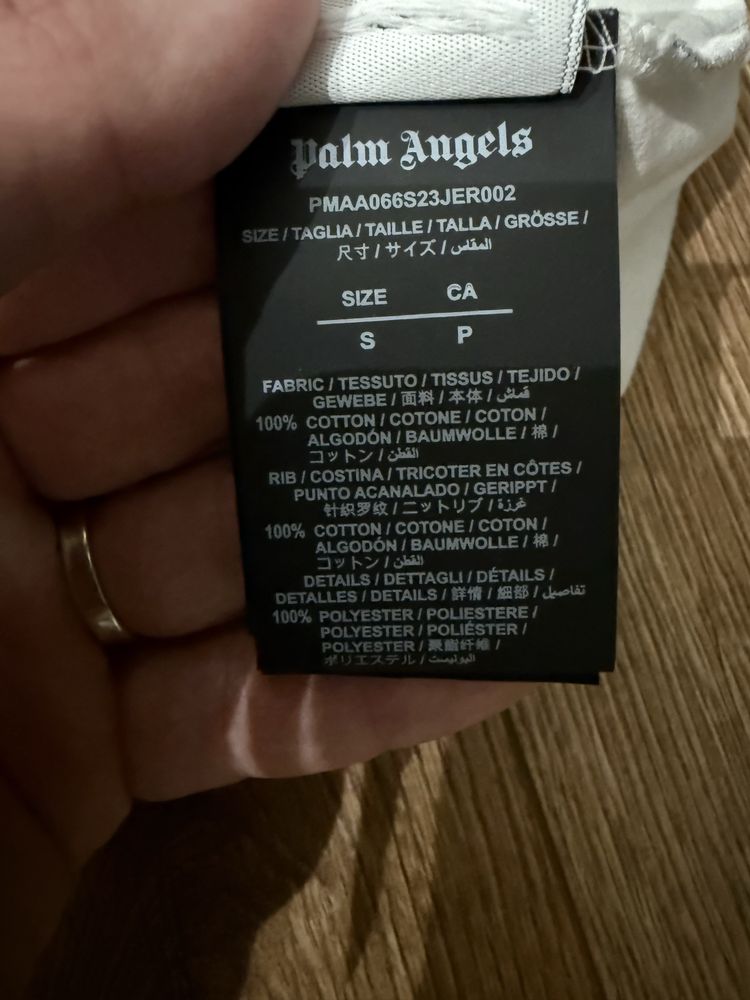 Palm Angels
PMAA066S23JER002
SIZE / TAGLIA / TAILLE / TALLA / GRÖSSE /
尺寸 / サイズ / المقاس
SIZE CA
S P
FABRIC / TESSUTO / TISSUS / TEJIDO /
GEWEBE / 面料 / 本体 / قماش
100% COTTON / COTONE / COTON /
ALGODÓN / BAUMWOLLE / 棉 /
コットン / القطن
RIB / COSTINA / TRICOTER EN CÔTES /
PUNTO ACANALADO / GERIPPT /
针织罗纹 / ニットリブ / غرزة
100% COTTON / COTONE / COTON /
ALGODÓN / BAUMWOLLE / 棉 /
コットン / القطن
DETAILS / DETTAGLI / DÉTAILS /
DETALLES / DETAILS / 詳情 / 細部 / تفاصيل
100% POLYESTER / POLIESTERE /
POLYESTER / POLIÉSTER /
POLYESTER / 聚酯纤维 /
ポリエステル / البوليست